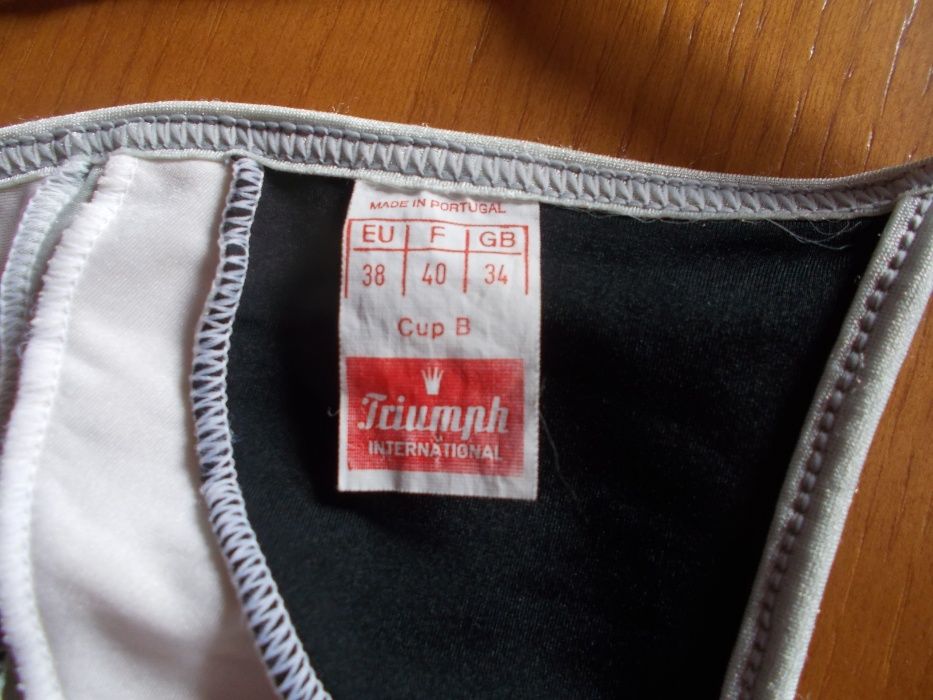 MADE IN PORTUGAL
EU F GB
38 40 34
Cup B
Triumph
INTERNATIONAL